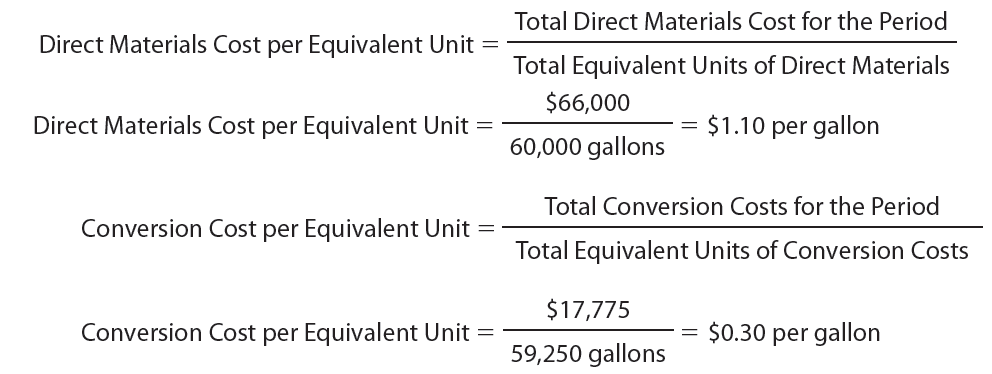 Direct Materials Cost per Equivalent Unit = Total Direct Materials Cost for the Period
Total Equivalent Units of Direct Materials
Direct Materials Cost per Equivalent Unit = $66,000
60,000 gallons = $1.10 per gallon
Conversion Cost per Equivalent Unit = Total Conversion Costs for the Period
Total Equivalent Units of Conversion Costs
Conversion Cost per Equivalent Unit = $17,775
59,250 gallons = $0.30 per gallon